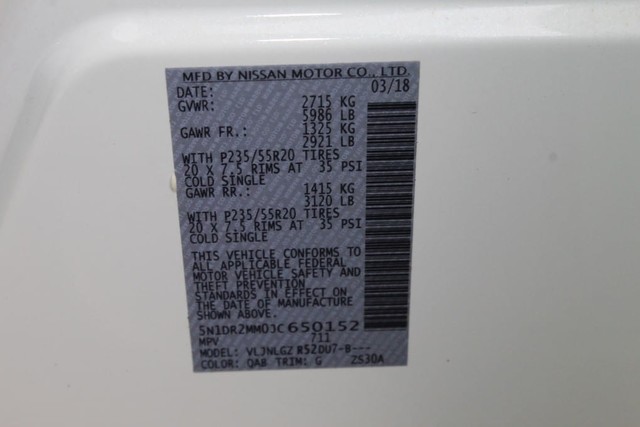 MFD BY NISSAN MOTOR CO., LTD.
DATE: 03/18
GVWR: 2715 KG
5986 LB
GAWR FR.: 1325 KG
2921 LB
WITH P235/55R20 TIRES
20 X 7.5 RIMS AT 35 PSI
COLD SINGLE
GAWR RR.: 1415 KG
3120 LB
WITH P235/55R20 TIRES
20 X 7.5 RIMS AT 35 PSI
COLD SINGLE
THIS VEHICLE CONFORMS TO
ALL APPLICABLE FEDERAL
MOTOR VEHICLE SAFETY AND
THEFT PREVENTION
STANDARDS IN EFFECT ON
THE DATE OF MANUFACTURE
SHOWN ABOVE.
5N1DR2MM0JC650152
MPV 711
MODEL: VLJNLGZ R52DU7-B---
COLOR: QAB TRIM: G ZS30A